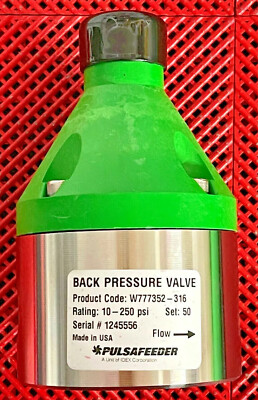 BACK PRESSURE VALVE
Product Code: W777352-316
Rating: 10-250 psi Set: 50
Serial # 1245556
Flow →
Made in USA
PULSAFEEDER
A Unit of IDEX Corporation